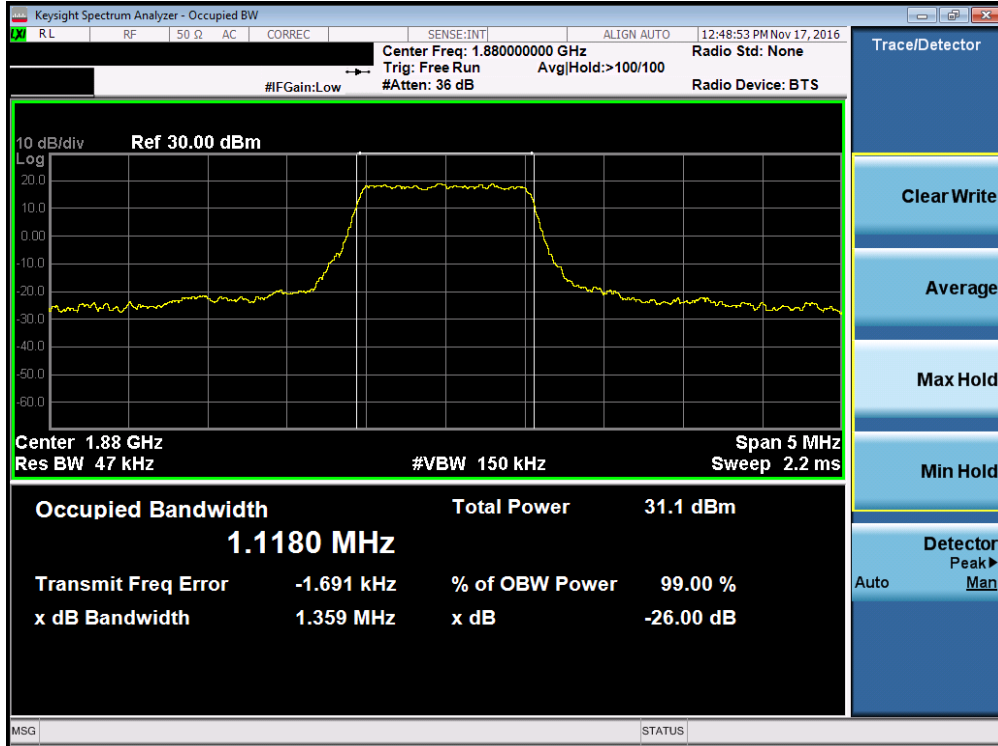 Keysight Spectrum Analyzer - Occupied BW
LXI RL RF 50 Ω AC CORREC SENSE:INT ALIGN AUTO 12:48:53 PM Nov 17, 2016
Center Freq: 1.880000000 GHz Radio Std: None
Trig: Free Run Avg|Hold:>100/100
#IFGain:Low #Atten: 36 dB Radio Device: BTS
Trace/Detector
10 dB/div Ref 30.00 dBm
Log
20.0
10.0
0.00
-10.0
-20.0
-30.0
-40.0
-50.0
-60.0
Center 1.88 GHz Span 5 MHz
Res BW 47 kHz #VBW 150 kHz Sweep 2.2 ms
Occupied Bandwidth Total Power 31.1 dBm
1.1180 MHz
Transmit Freq Error -1.691 kHz % of OBW Power 99.00 %
x dB Bandwidth 1.359 MHz x dB -26.00 dB
Clear Write
Average
Max Hold
Min Hold
Detector
Peak▶
Auto Man
MSG STATUS